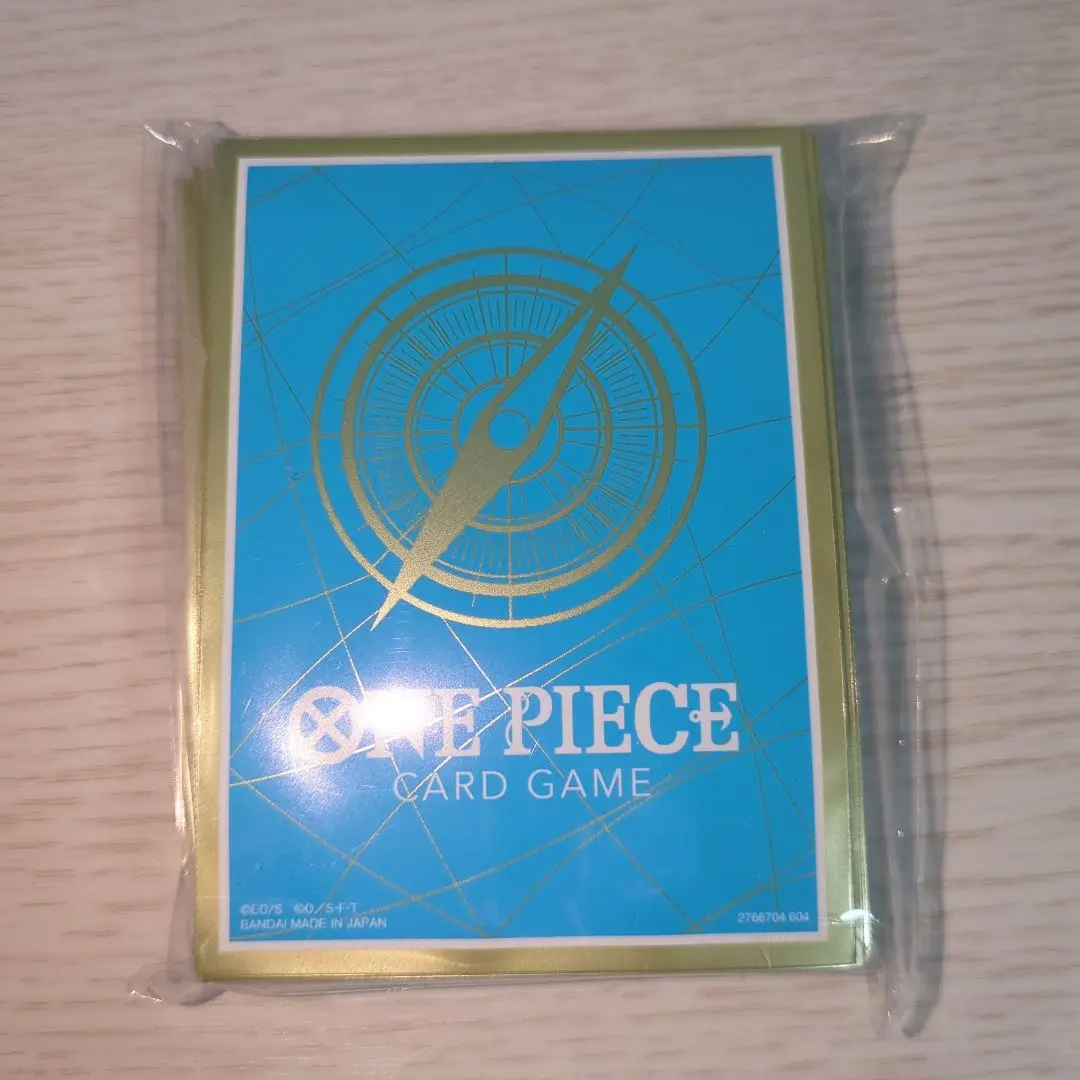 ONE PIECE
CARD GAME
©E.O/S ©O/S·F·T
BANDAI MADE IN JAPAN
2766704 604